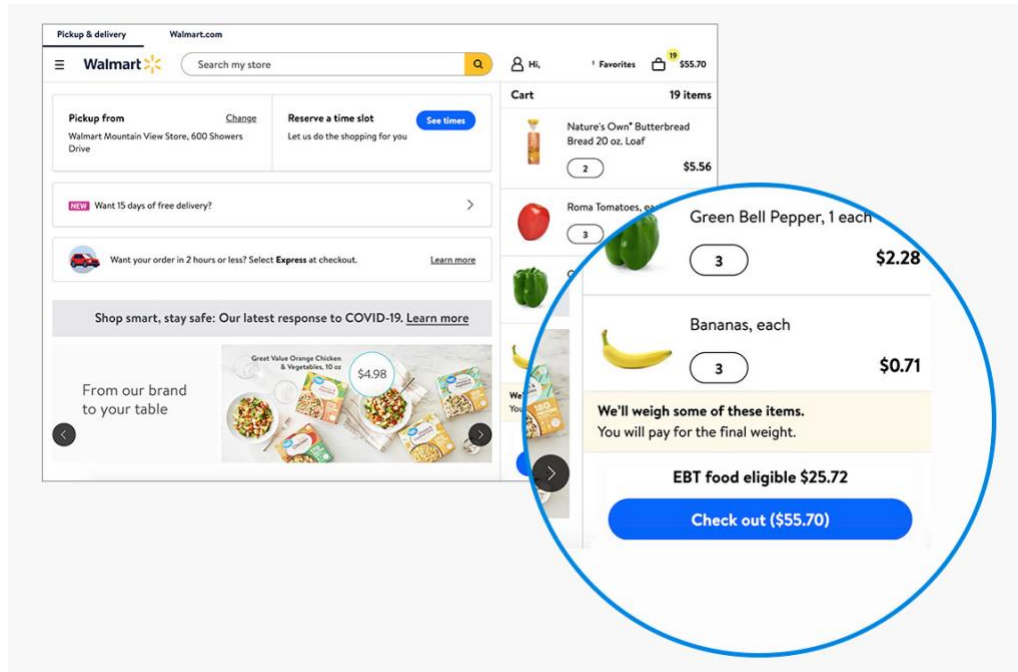 Pickup & delivery
Walmart.com
Walmart
Search my store
Hi,
Favorites
19
$55.70
Pickup from
Change
Walmart Mountain View Store, 600 Showers
Drive
Reserve a time slot
See times
Let us do the shopping for you
NEW Want 15 days of free delivery?
Want your order in 2 hours or less? Select Express at checkout.
Learn more
Shop smart, stay safe: Our latest response to COVID-19. Learn more
From our brand
to your table
Great Value Orange Chicken
& Vegetables, 10 oz
$4.98
Cart
19 items
Nature's Own® Butterbread
Bread 20 oz. Loaf
2
$5.56
Roma Tomatoes,
3
We
You
Green Bell Pepper, 1 each
3
$2.28
Bananas, each
3
$0.71
We'll weigh some of these items.
You will pay for the final weight.
EBT food eligible $25.72
Check out ($55.70)